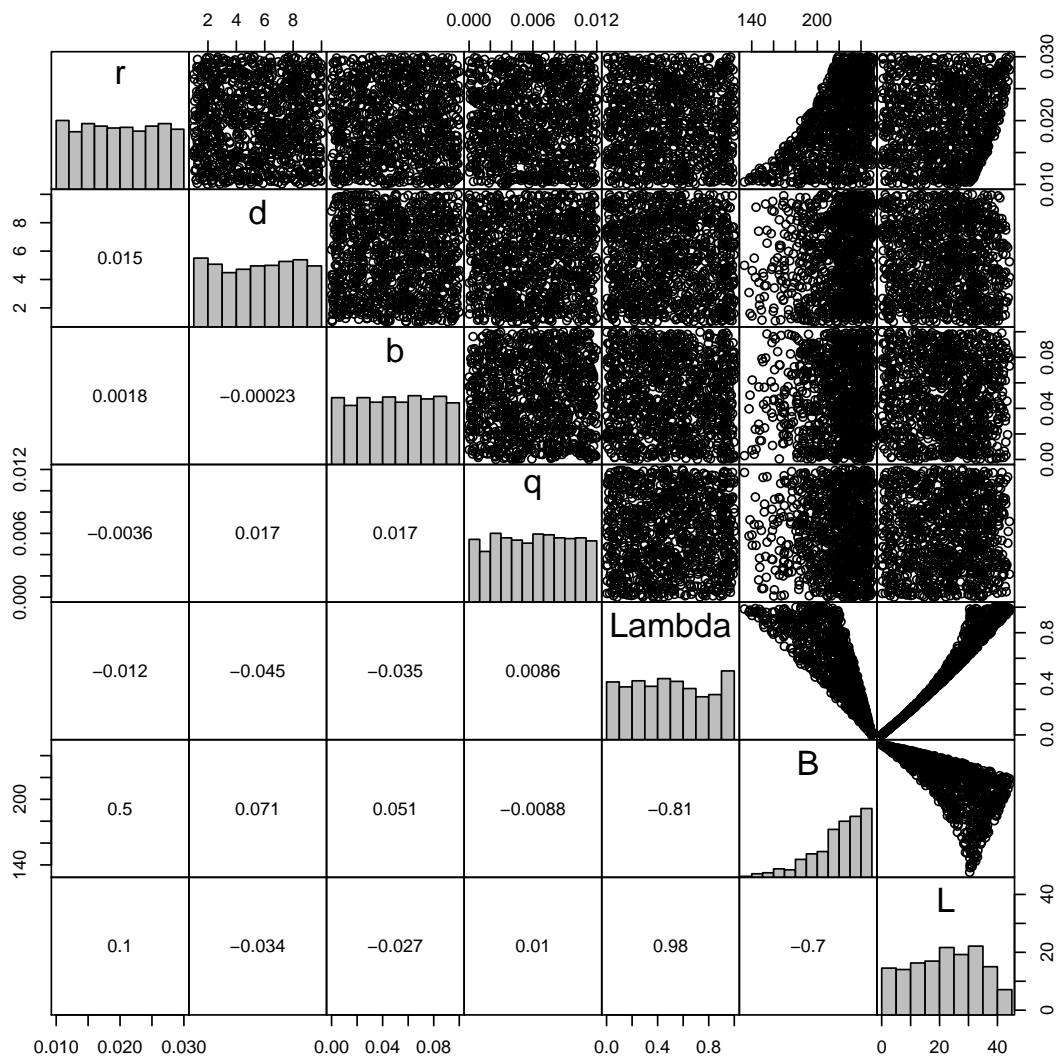 2 4 6 8 0.000 0.006 0.012 140 200
r 0.010 0.020 0.030
2 4 6 8 0.015 d
0.0018 −0.00023 b 0.00 0.04 0.08
0.000 0.006 0.012 −0.0036 0.017 0.017 q
−0.012 −0.045 −0.035 0.0086 Lambda 0.0 0.4 0.8
140 200 0.5 0.071 0.051 −0.0088 −0.81 B
0.1 −0.034 −0.027 0.01 0.98 −0.7 L 0 20 40
0.010 0.020 0.030 0.00 0.04 0.08 0.0 0.4 0.8 0 20 40